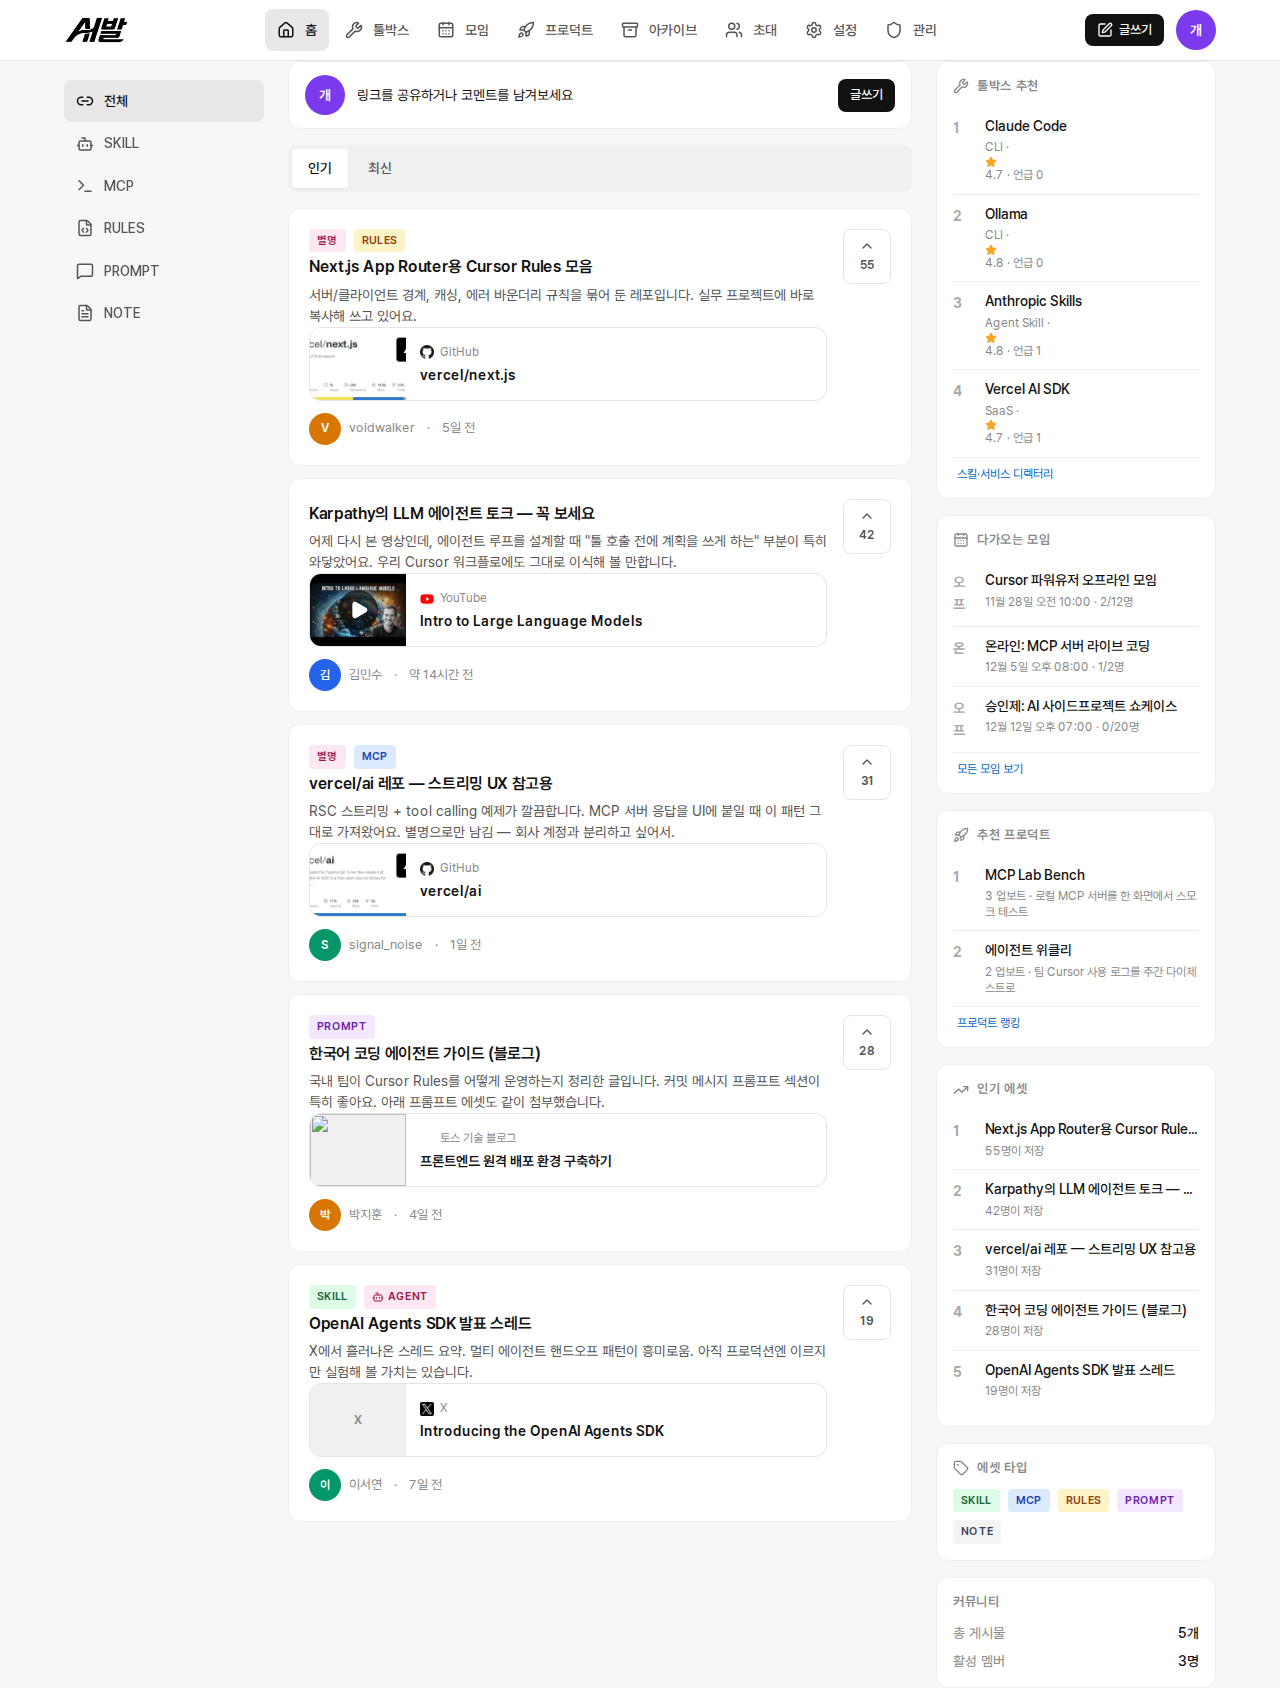 AI발
홈
툴박스
모임
프로덕트
아카이브
초대
설정
관리
글쓰기
개
전체
SKILL
MCP
RULES
PROMPT
NOTE
개
링크를 공유하거나 코멘트를 남겨보세요
글쓰기
인기
최신
별명
RULES
Next.js App Router용 Cursor Rules 모음
서버/클라이언트 경계, 캐싱, 에러 바운더리 규칙을 묶어 둔 레포입니다. 실무 프로젝트에 바로
복사해 쓰고 있어요.
55
cel/next.js
GitHub
vercel/next.js
V
voidwalker · 5일 전
Karpathy의 LLM 에이전트 토크 — 꼭 보세요
어제 다시 본 영상인데, 에이전트 루프를 설계할 때 "툴 호출 전에 계획을 쓰게 하는" 부분이 특히
와닿았어요. 우리 Cursor 워크플로에도 그대로 이식해 볼 만합니다.
42
INTRO TO LARGE LANGUAGE MODELS
YouTube
Intro to Large Language Models
김
김민수 · 약 14시간 전
별명
MCP
vercel/ai 레포 — 스트리밍 UX 참고용
RSC 스트리밍 + tool calling 예제가 깔끔합니다. MCP 서버 응답을 UI에 붙일 때 이 패턴 그
대로 가져왔어요. 별명으로만 남김 — 회사 계정과 분리하고 싶어서.
31
cel/ai
GitHub
vercel/ai
S
signal_noise · 1일 전
PROMPT
한국어 코딩 에이전트 가이드 (블로그)
국내 팀이 Cursor Rules를 어떻게 운영하는지 정리한 글입니다. 커밋 메시지 프롬프트 섹션이
특히 좋아요. 아래 프롬프트 에셋도 같이 첨부했습니다.
28
토스 기술 블로그
프론트엔드 원격 배포 환경 구축하기
박
박지훈 · 4일 전
SKILL
AGENT
OpenAI Agents SDK 발표 스레드
X에서 흘러나온 스레드 요약. 멀티 에이전트 핸드오프 패턴이 흥미로움. 아직 프로덕션엔 이르지
만 실험해 볼 가치는 있습니다.
19
X
X
Introducing the OpenAI Agents SDK
이
이서연 · 7일 전
툴박스 추천
1
Claude Code
CLI ·
4.7 · 언급 0
2
Ollama
CLI ·
4.8 · 언급 0
3
Anthropic Skills
Agent Skill ·
4.8 · 언급 1
4
Vercel AI SDK
SaaS ·
4.7 · 언급 1
스킬·서비스 디렉터리
다가오는 모임
오
프
Cursor 파워유저 오프라인 모임
11월 28일 오전 10:00 · 2/12명
온
온라인: MCP 서버 라이브 코딩
12월 5일 오후 08:00 · 1/2명
오
프
승인제: AI 사이드프로젝트 쇼케이스
12월 12일 오후 07:00 · 0/20명
모든 모임 보기
추천 프로덕트
1
MCP Lab Bench
3 업보트 · 로컬 MCP 서버를 한 화면에서 스모
크 테스트
2
에이전트 위클리
2 업보트 · 팀 Cursor 사용 로그를 주간 다이제
스트로
프로덕트 랭킹
인기 에셋
1
Next.js App Router용 Cursor Rule...
55명이 저장
2
Karpathy의 LLM 에이전트 토크 — ...
42명이 저장
3
vercel/ai 레포 — 스트리밍 UX 참고용
31명이 저장
4
한국어 코딩 에이전트 가이드 (블로그)
28명이 저장
5
OpenAI Agents SDK 발표 스레드
19명이 저장
에셋 타입
SKILL
MCP
RULES
PROMPT
NOTE
커뮤니티
총 게시물 5개
활성 멤버 3명